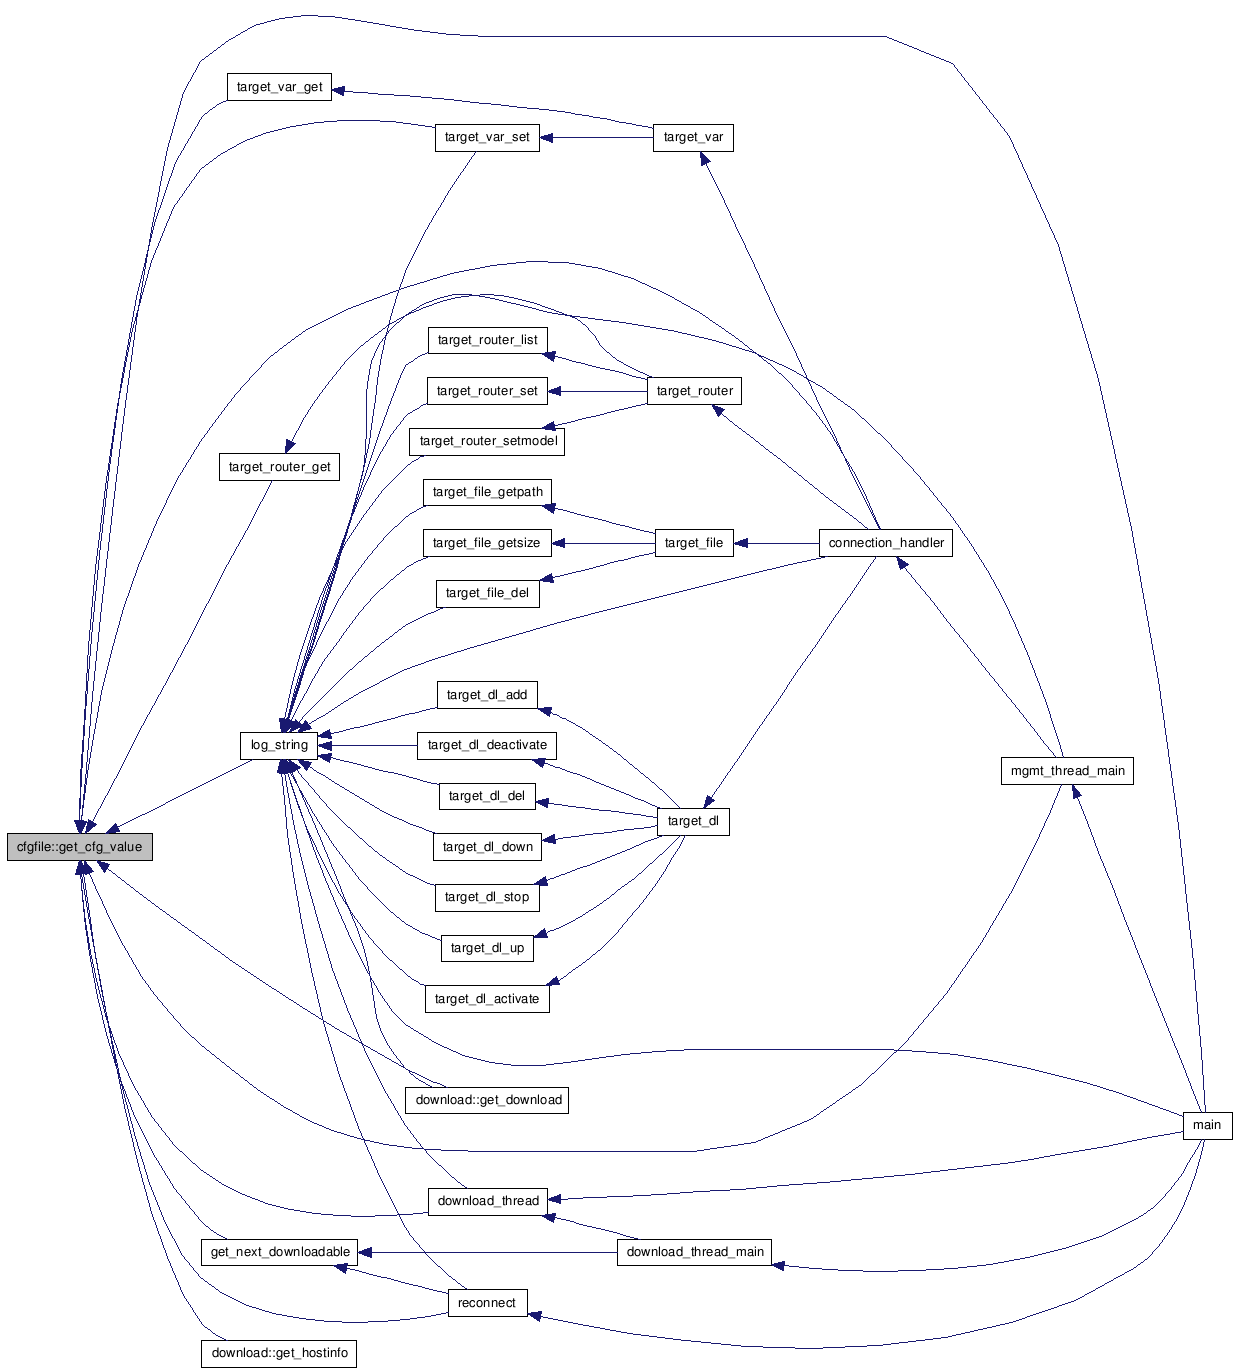 target_var_get
target_var_set
target_var
target_router_list
target_router_set
target_router
target_router_setmodel
target_router_get
target_file_getpath
target_file_getsize
target_file
connection_handler
target_file_del
target_dl_add
log_string
target_dl_deactivate
mgmt_thread_main
target_dl_del
target_dl
cfgfile::get_cfg_value
target_dl_down
target_dl_stop
target_dl_up
target_dl_activate
download::get_download
main
download_thread
get_next_downloadable
download_thread_main
reconnect
download::get_hostinfo